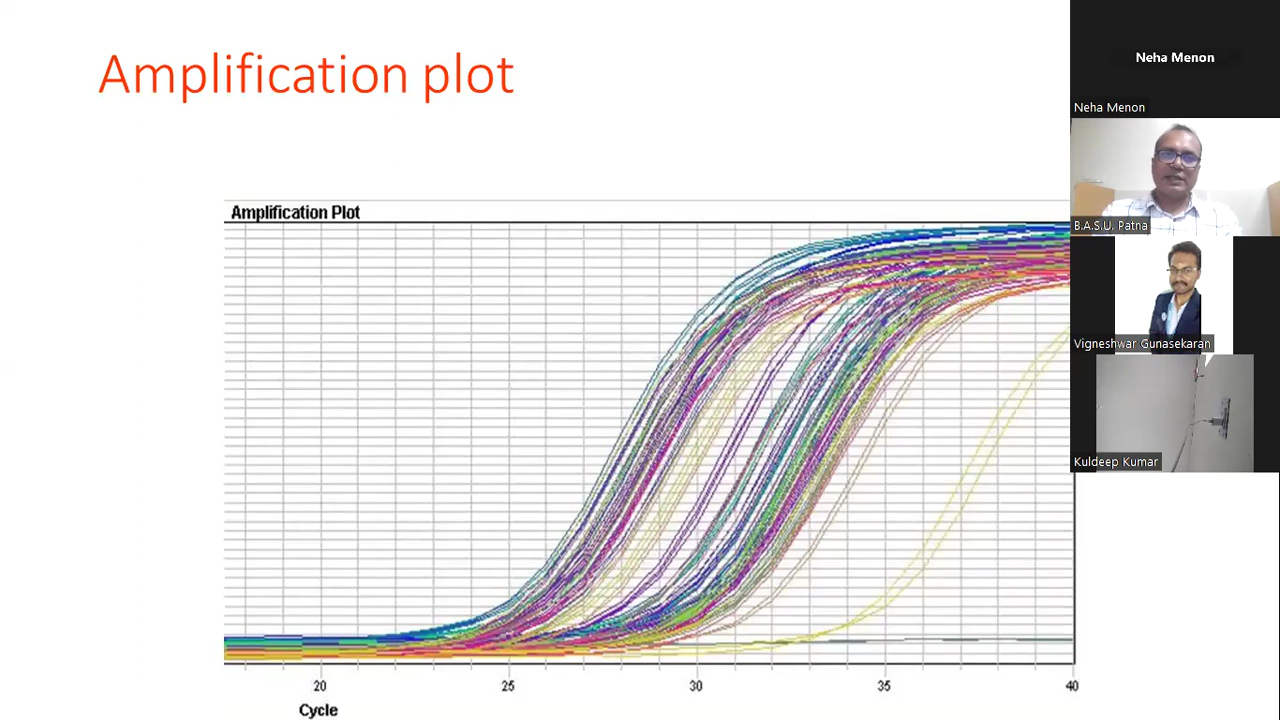 Amplification plot
Amplification Plot
20 25 30 35 40
Cycle
Neha Menon
Neha Menon
B.A.S.U. Patna
Vigneshwar Gunasekaran
Kuldeep Kumar